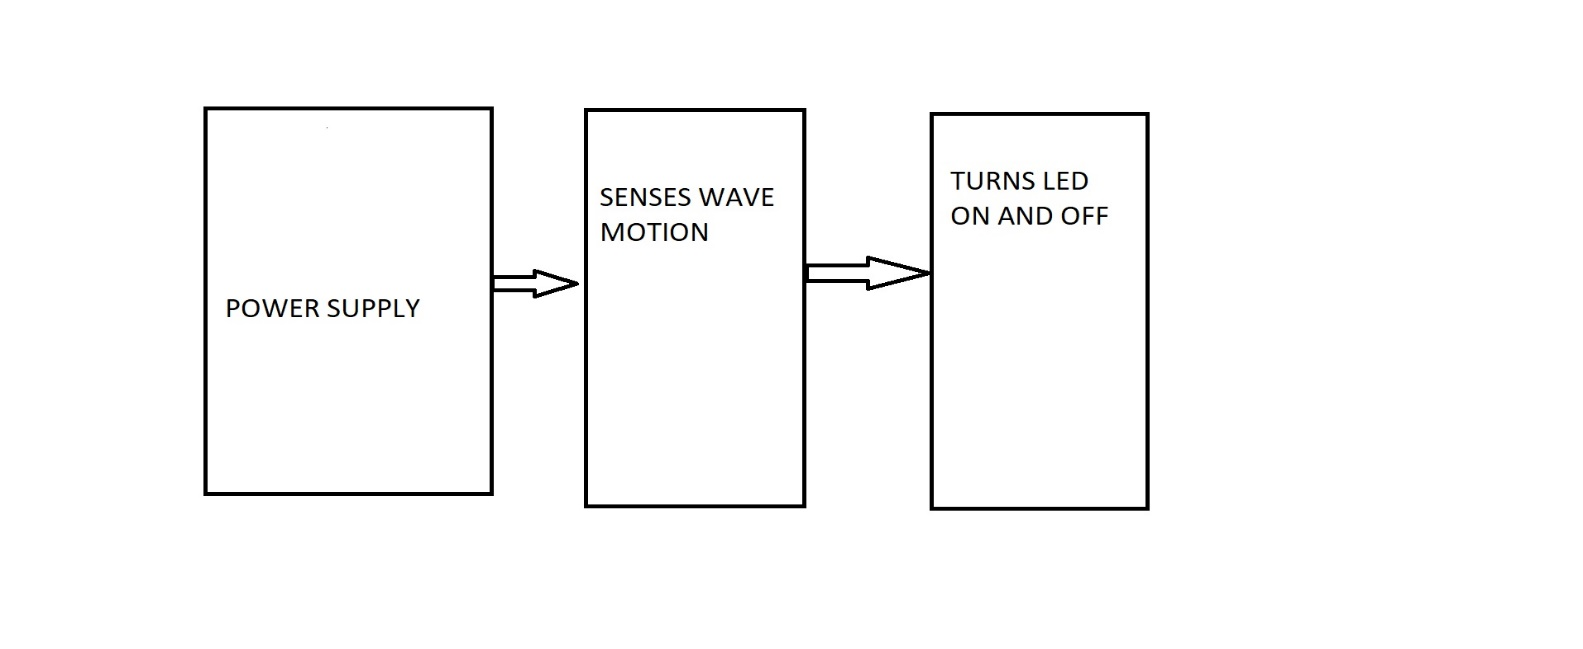 POWER SUPPLY
SENSES WAVE
MOTION
TURNS LED
ON AND OFF